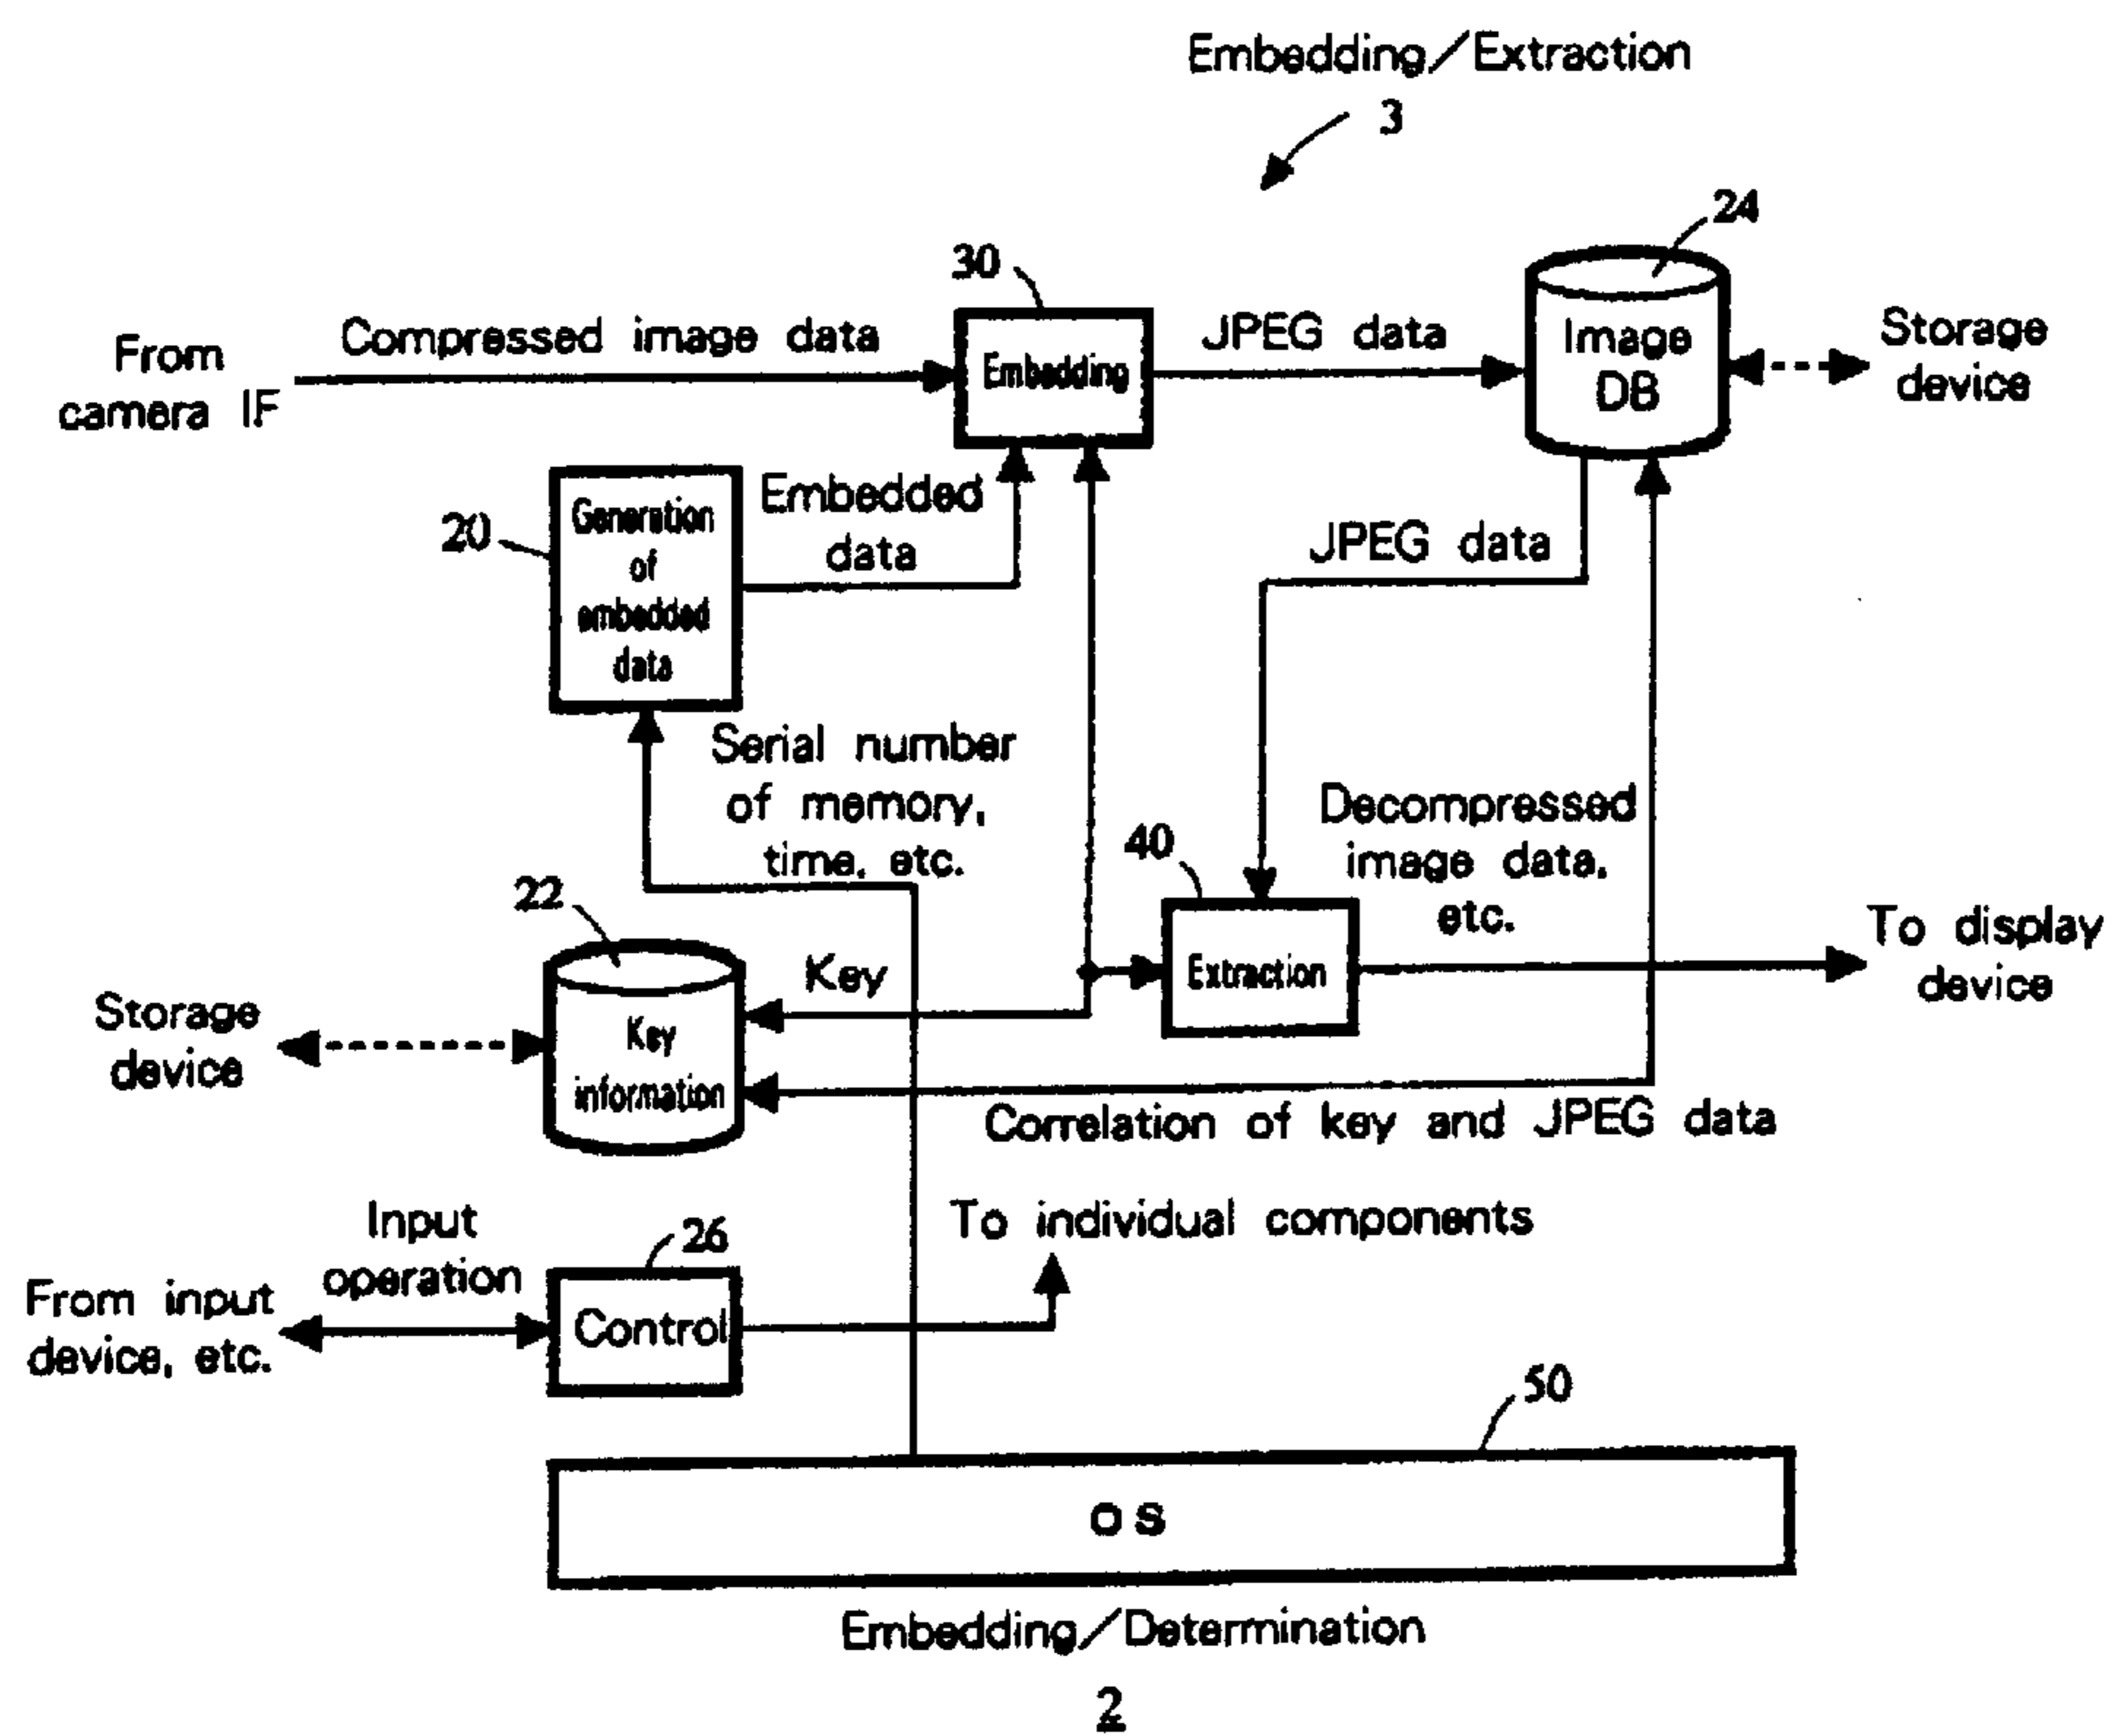 Embedding/Extraction
3
24
30
Compressed image data
JPEG data
From
camera IF
Embedding
Image
DB
Storage
device
20
Generation
of
embedded
data
Embedded
data
JPEG data
Serial number
of memory,
time, etc.
40
Decompressed
image data,
etc.
22
Key
Extraction
To display
device
Storage
device
Key
information
Correlation of key and JPEG data
Input
operation
26
To individual components
From input
device, etc.
Control
50
OS
Embedding/Determination
2